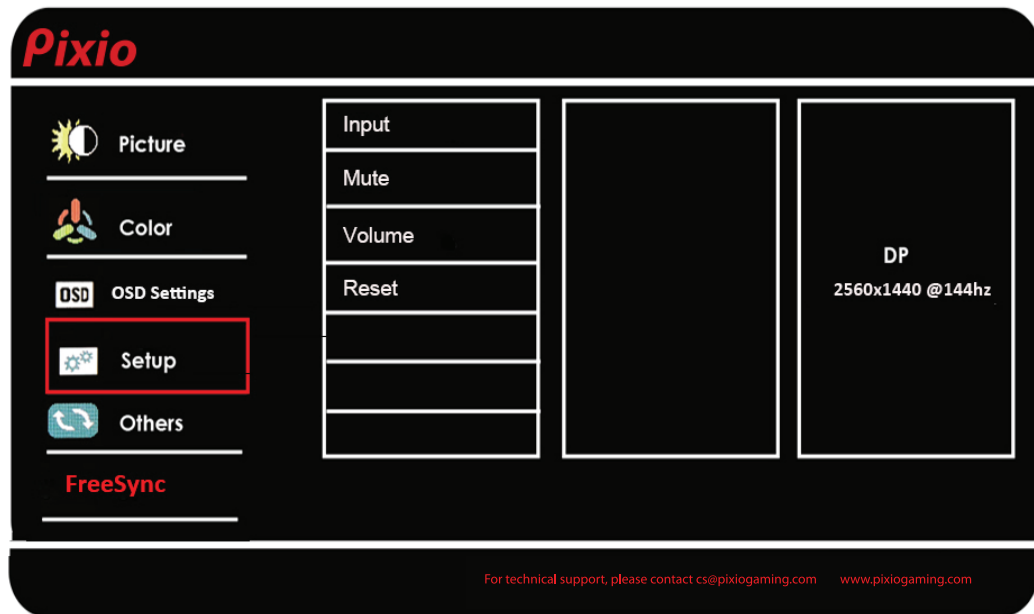 Pixio
Picture
Color
OSD OSD Settings
Setup
Others
FreeSync
Input
Mute
Volume
Reset
DP
2560x1440 @144hz
For technical support, please contact cs@pixiogaming.com www.pixiogaming.com